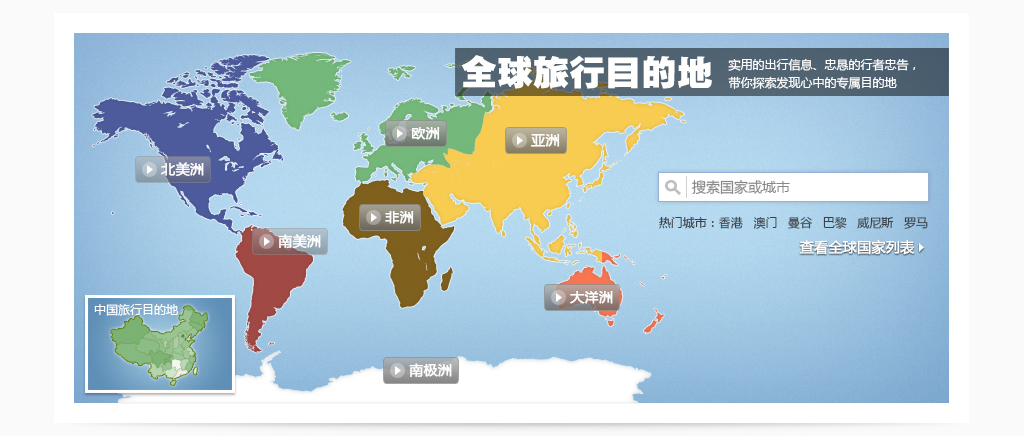 全球旅行目的地
实用的出行信息、忠恳的行者忠告，
带你探索发现心中的专属目的地
欧洲
亚洲
北美洲
搜索国家或城市
非洲
热门城市：香港 澳门 曼谷 巴黎 威尼斯 罗马
南美洲
查看全球国家列表
大洋洲
中国旅行目的地
南极洲